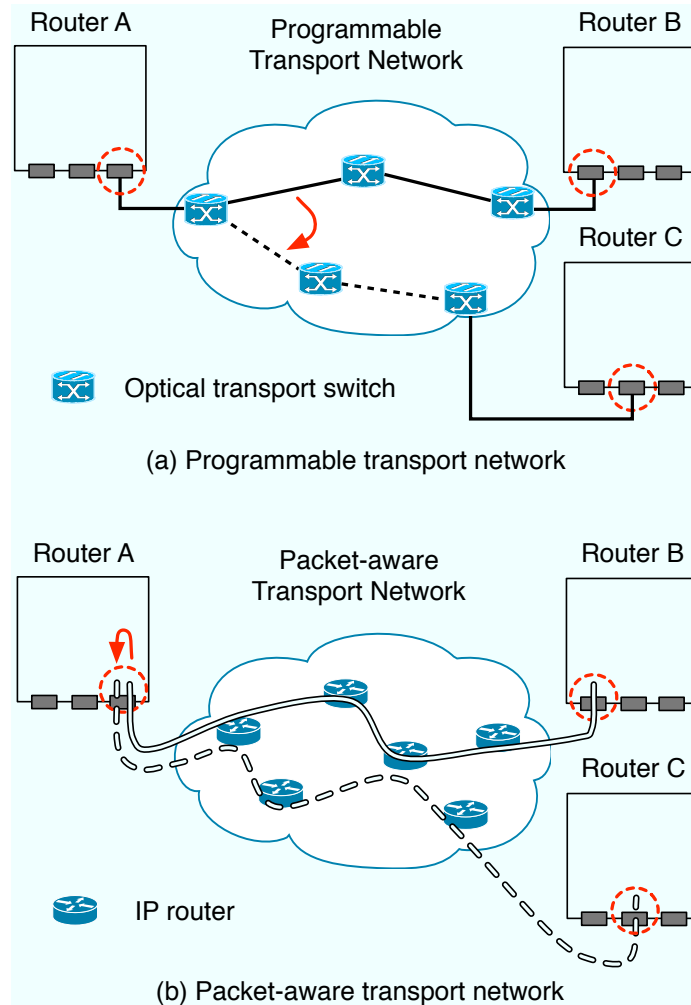 Router A
Programmable
Transport Network
Router B
Router C
Optical transport switch
(a) Programmable transport network
Router A
Packet-aware
Transport Network
Router B
Router C
IP router
(b) Packet-aware transport network